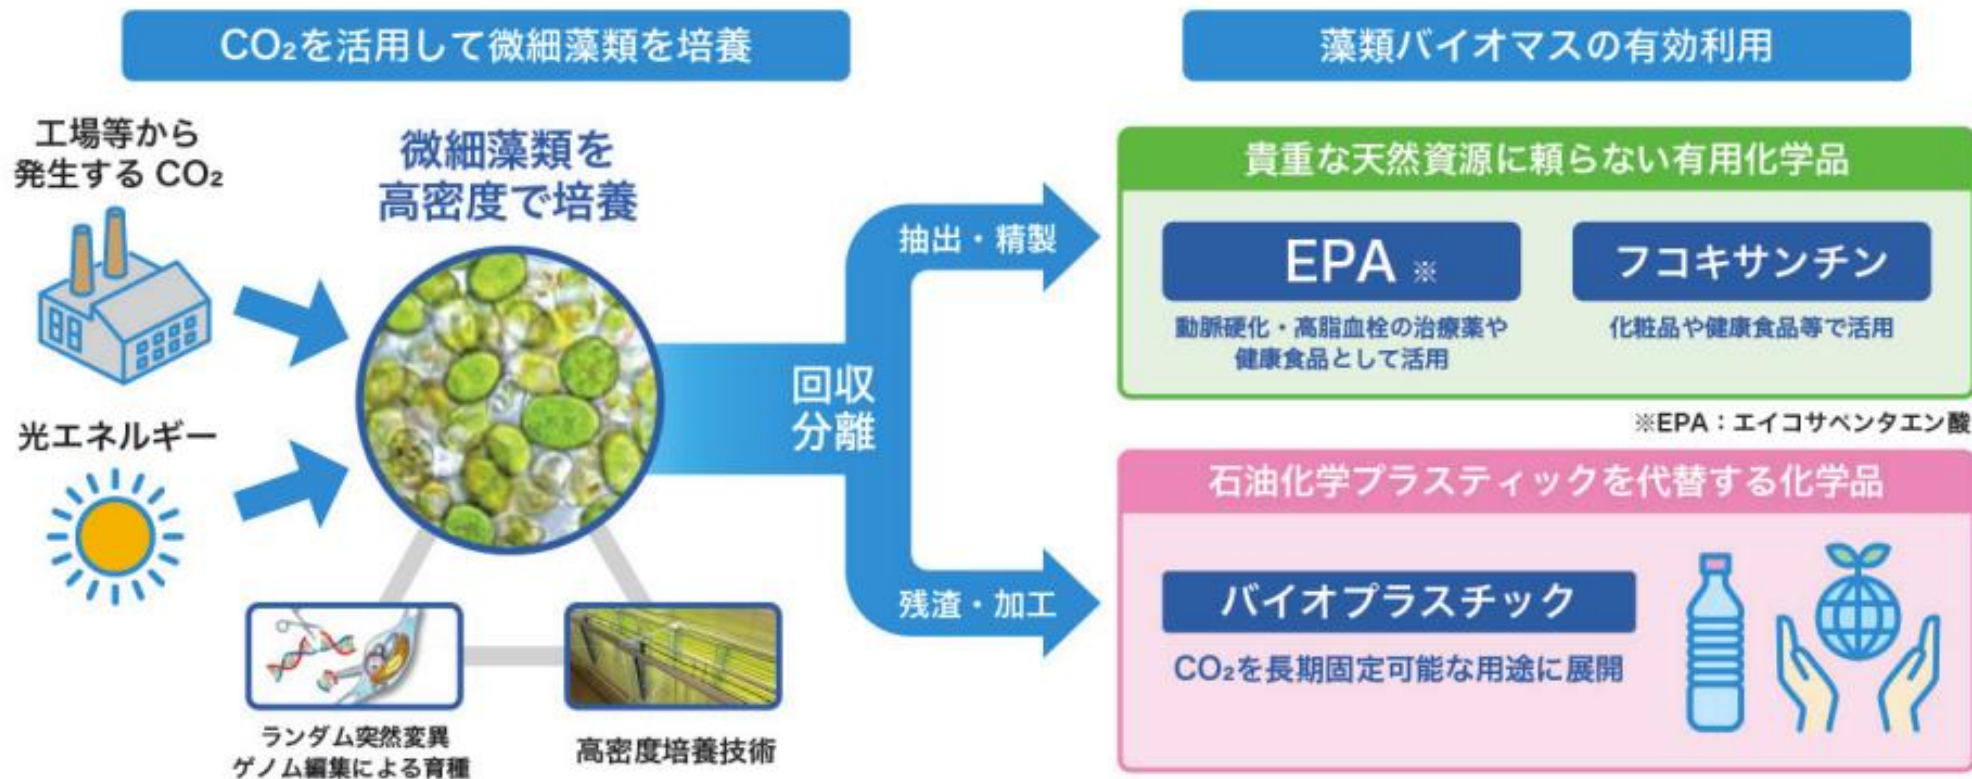 CO₂を活用して微細藻類を培養
藻類バイオマスの有効利用
工場等から
発生する CO₂
微細藻類を
高密度で培養
光エネルギー
ランダム突然変異
ゲノム編集による育種
高密度培養技術
回収
分離
抽出・精製
残渣・加工
貴重な天然資源に頼らない有用化学品
EPA ※
動脈硬化・高脂血栓の治療薬や
健康食品として活用
フコキサンチン
化粧品や健康食品等で活用
※EPA：エイコサペンタエン酸
石油化学プラスティックを代替する化学品
バイオプラスチック
CO₂を長期固定可能な用途に展開